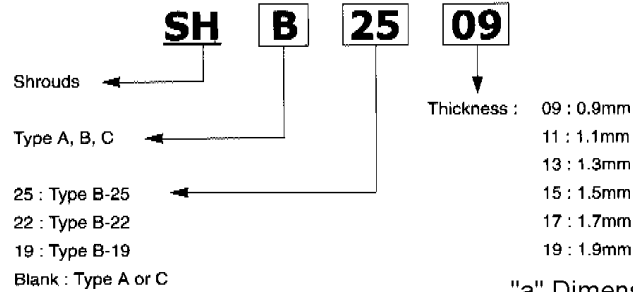 SH B 25 09
Shrouds
Type A, B, C
25 : Type B-25
22 : Type B-22
19 : Type B-19
Blank : Type A or C
Thickness : 09 : 0.9mm
11 : 1.1mm
13 : 1.3mm
15 : 1.5mm
17 : 1.7mm
19 : 1.9mm
"a"